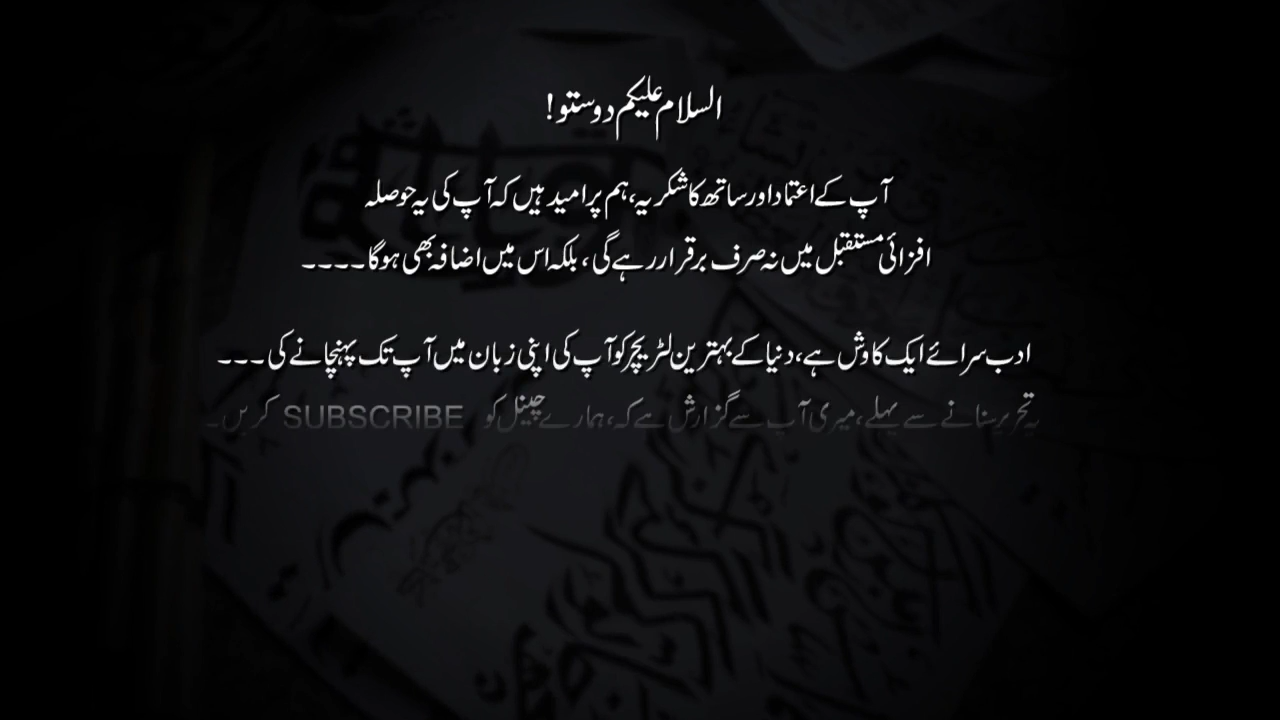 السلام علیکم دوستو!
آپ کے اعتماد اور ساتھ کا شکریہ، ہم پر امید ہیں کہ آپ کی یہ حوصلہ
افزائی مستقبل میں نہ صرف برقرار رہے گی، بلکہ اس میں اضافہ بھی ہوگا ۔۔۔۔
ادب سرائے ایک کاوش ہے، دنیا کے بہترین لٹریچر کو آپ کی اپنی زبان میں آپ تک پہنچانے کی ۔۔۔
یہ تحریر سنانے سے پہلے، میری آپ سے گزارش ہے کہ، ہمارے چینل کو SUBSCRIBE کریں۔